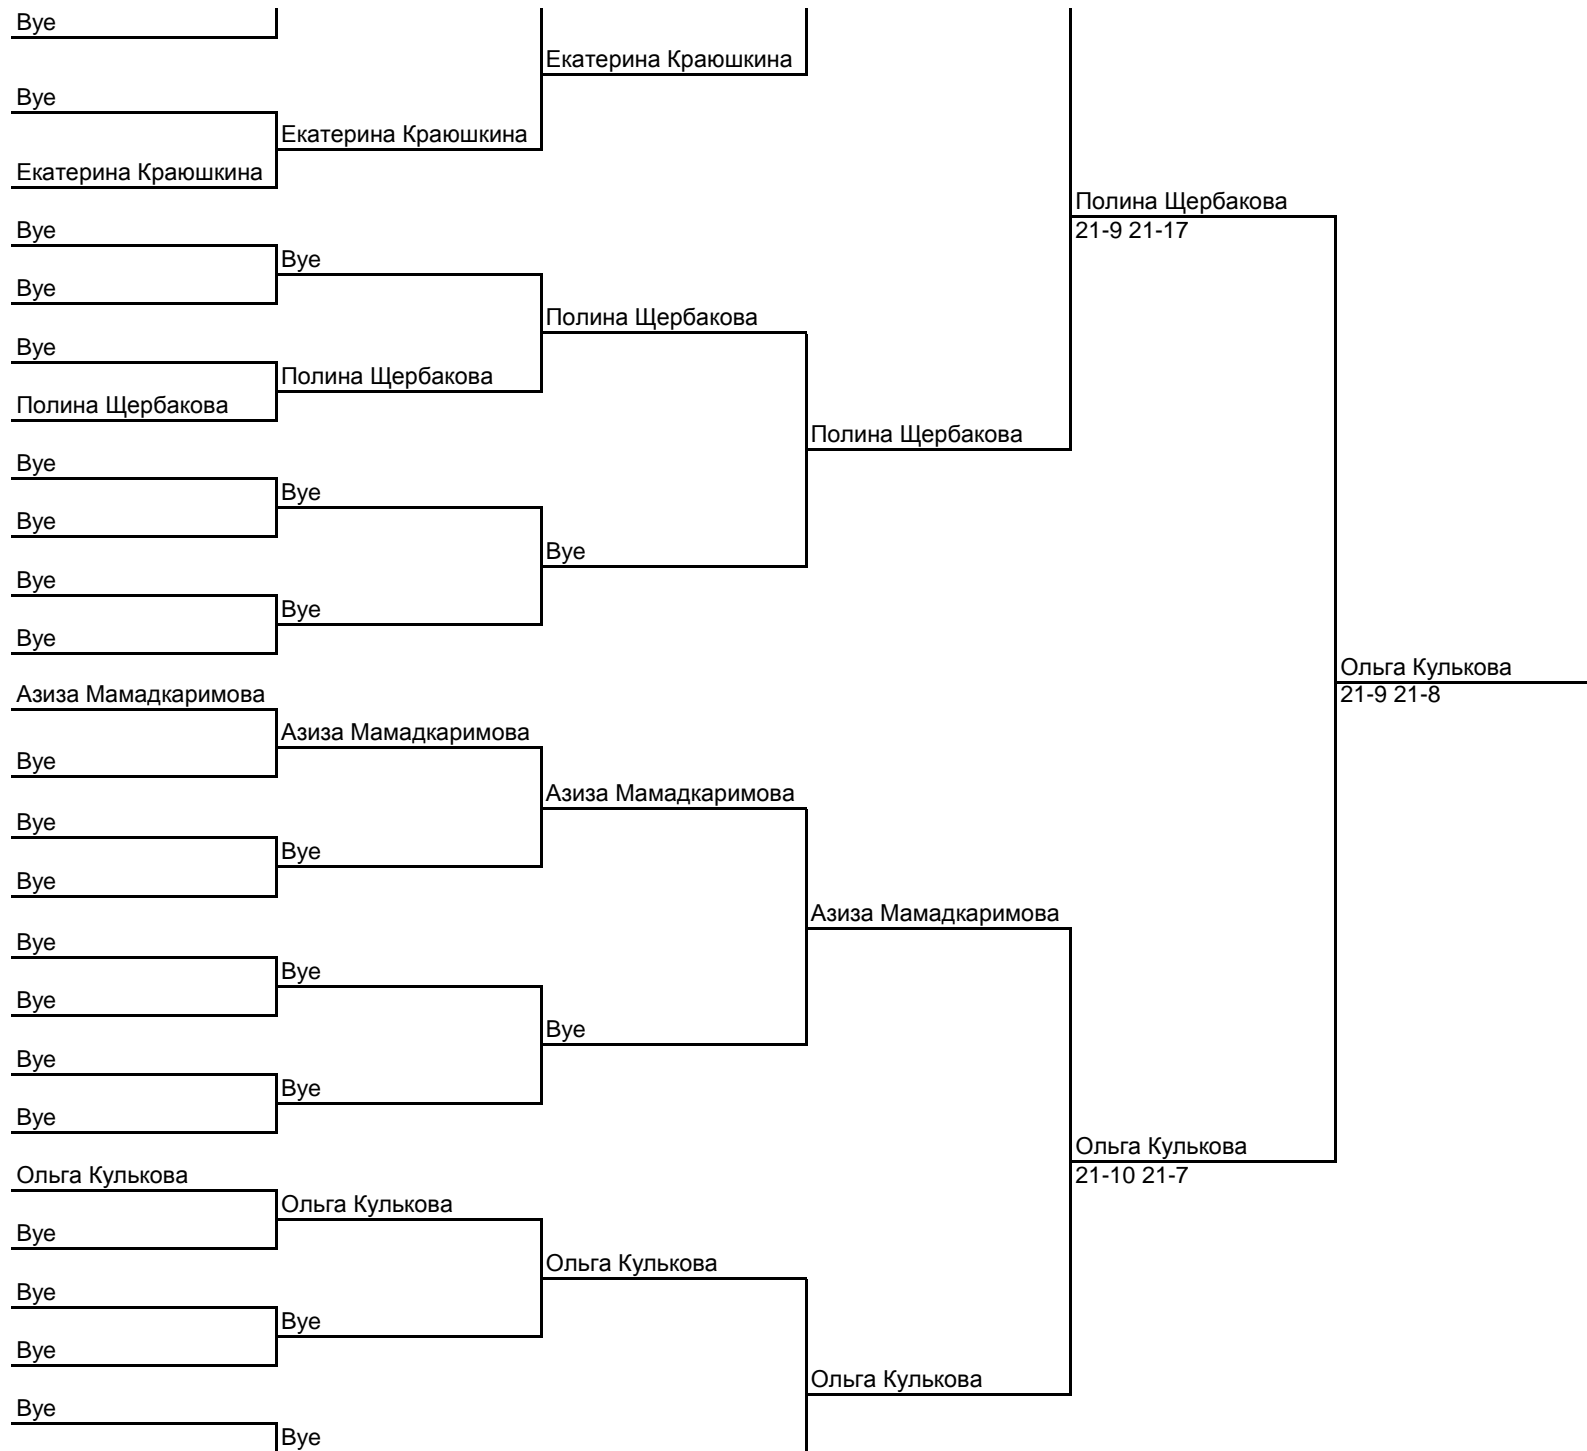 Bye
Екатерина Краюшкина
Bye
Екатерина Краюшкина
Екатерина Краюшкина
Полина Щербакова
21-9 21-17
Bye
Bye
Bye
Полина Щербакова
Bye
Полина Щербакова
Полина Щербакова
Полина Щербакова
Bye
Bye
Bye
Bye
Bye
Bye
Bye
Ольга Кулькова
21-9 21-8
Азиза Мамадкаримова
Азиза Мамадкаримова
Bye
Азиза Мамадкаримова
Bye
Bye
Bye
Азиза Мамадкаримова
Bye
Bye
Bye
Bye
Bye
Bye
Bye
Ольга Кулькова
21-10 21-7
Ольга Кулькова
Ольга Кулькова
Bye
Ольга Кулькова
Bye
Bye
Bye
Ольга Кулькова
Bye
Bye